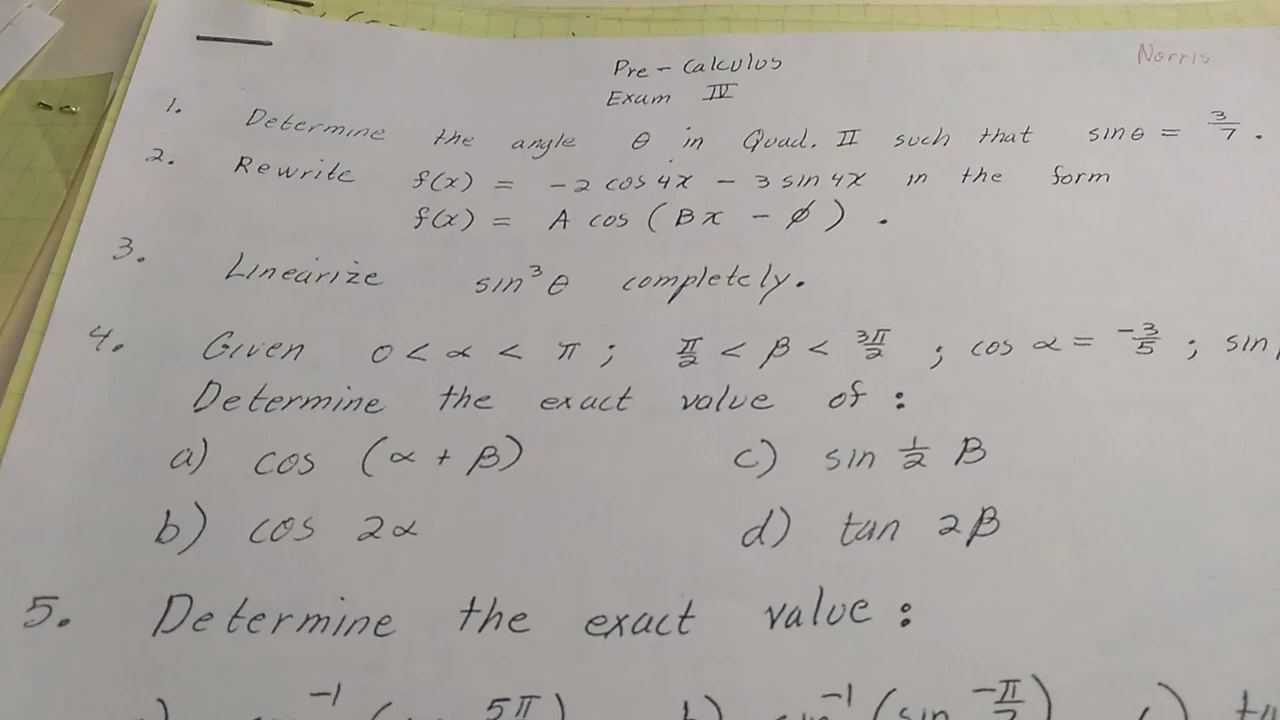 Norris
Pre-Calculus
Exam IV
1. Determine the angle θ in Quad. II such that sin θ = 3/7.
2. Rewrite f(x) = -2 cos 4x - 3 sin 4x in the form
f(x) = A cos (Bx - ϕ).
3. Linearize sin³ θ completely.
4. Given 0 < α < π; π/2 < β < 3π/2; cos α = -3/5; sin
Determine the exact value of:
a) cos (α + β) c) sin 1/2 β
b) cos 2α d) tan 2β
5. Determine the exact value: